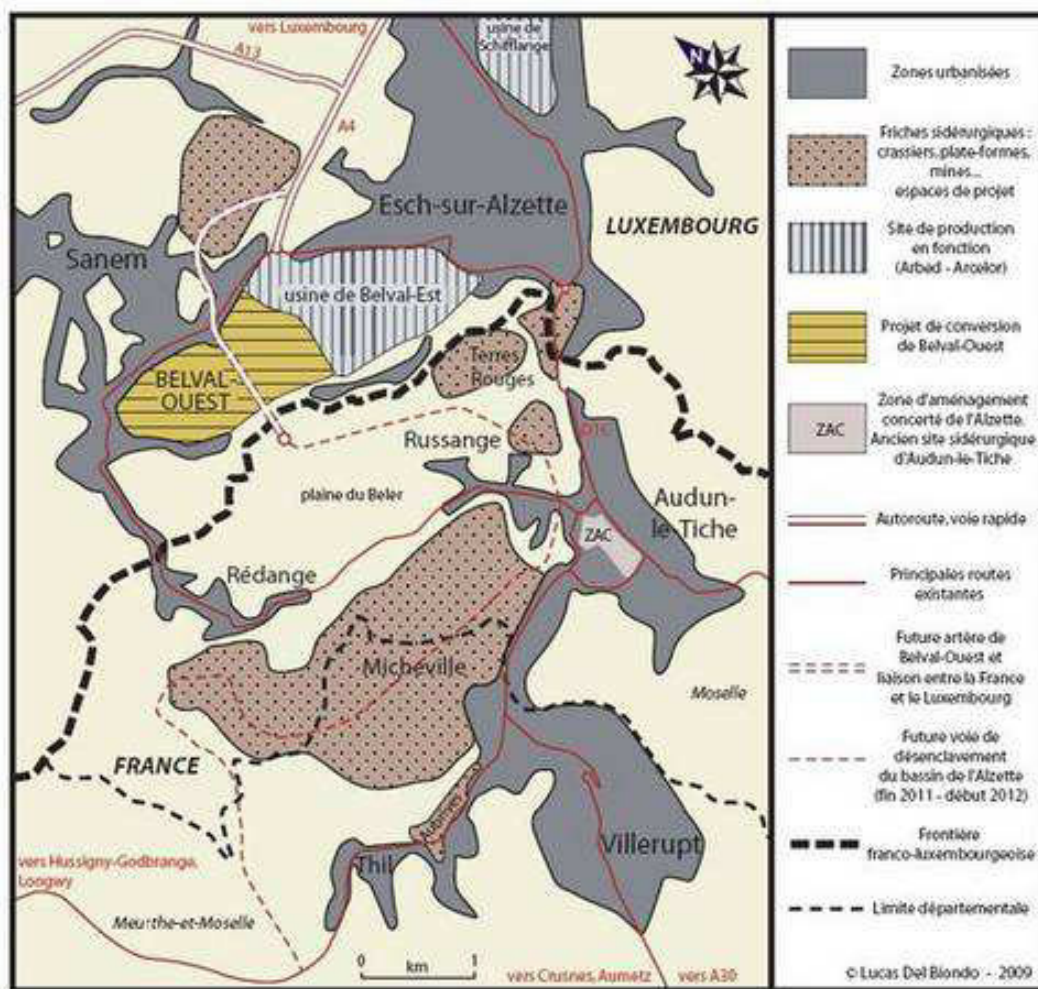 vers Luxembourg
A13
usine de
Schifflange
N
A4
Esch-sur-Alzette
LUXEMBOURG
Sanem
usine de Belval-Est
BELVAL-
OUEST
Terres
Rouges
Russange
plaine du Beler
Audun-
le-Tiche
ZAC
Rédange
Micheville
Moselle
FRANCE
Villerupt
Thil
vers Hussigny-Godbrange,
Longwy
Meurthe-et-Moselle
0 1
km
vers Crusnes, Aumetz
vers A30
Zones urbanisées
Friches sidérurgiques :
crassiers, plate-formes,
mines...
espaces de projet
Site de production
en fonction
(Arbed - Arcelor)
Projet de conversion
de Belval-Ouest
ZAC
Zone d'aménagement
concerté de l'Alzette.
Ancien site sidérurgique
d'Audun-le-Tiche
Autoroute, voie rapide
Principales routes
existantes
Future artère de
Belval-Ouest et
liaison entre la France
et le Luxembourg
Future voie de
désenclavement
du bassin de l'Alzette
(fin 2011 - début 2012)
Frontière
franco-luxembourgeoise
Limite départementale
© Lucas Del Biondo - 2009